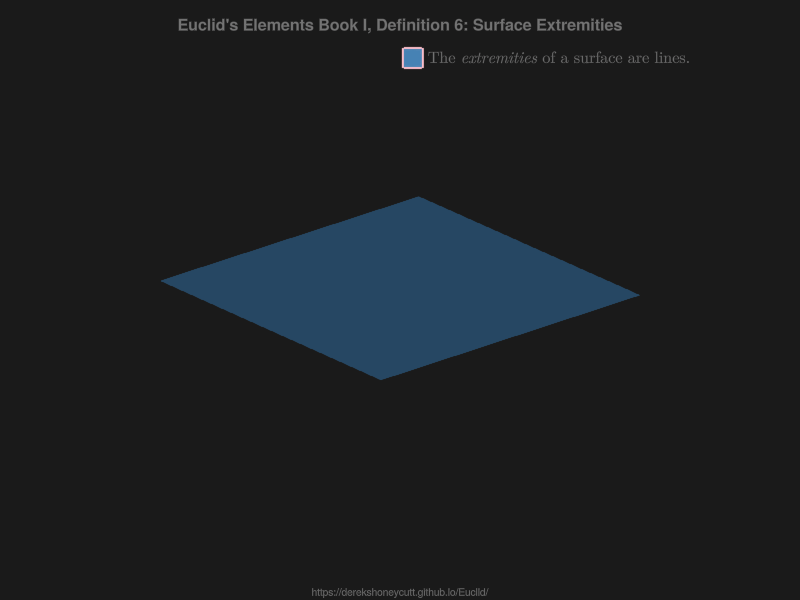 Euclid's Elements Book I, Definition 6: Surface Extremities
The extremities of a surface are lines.
https://derekshoneycutt.github.io/Euclid/